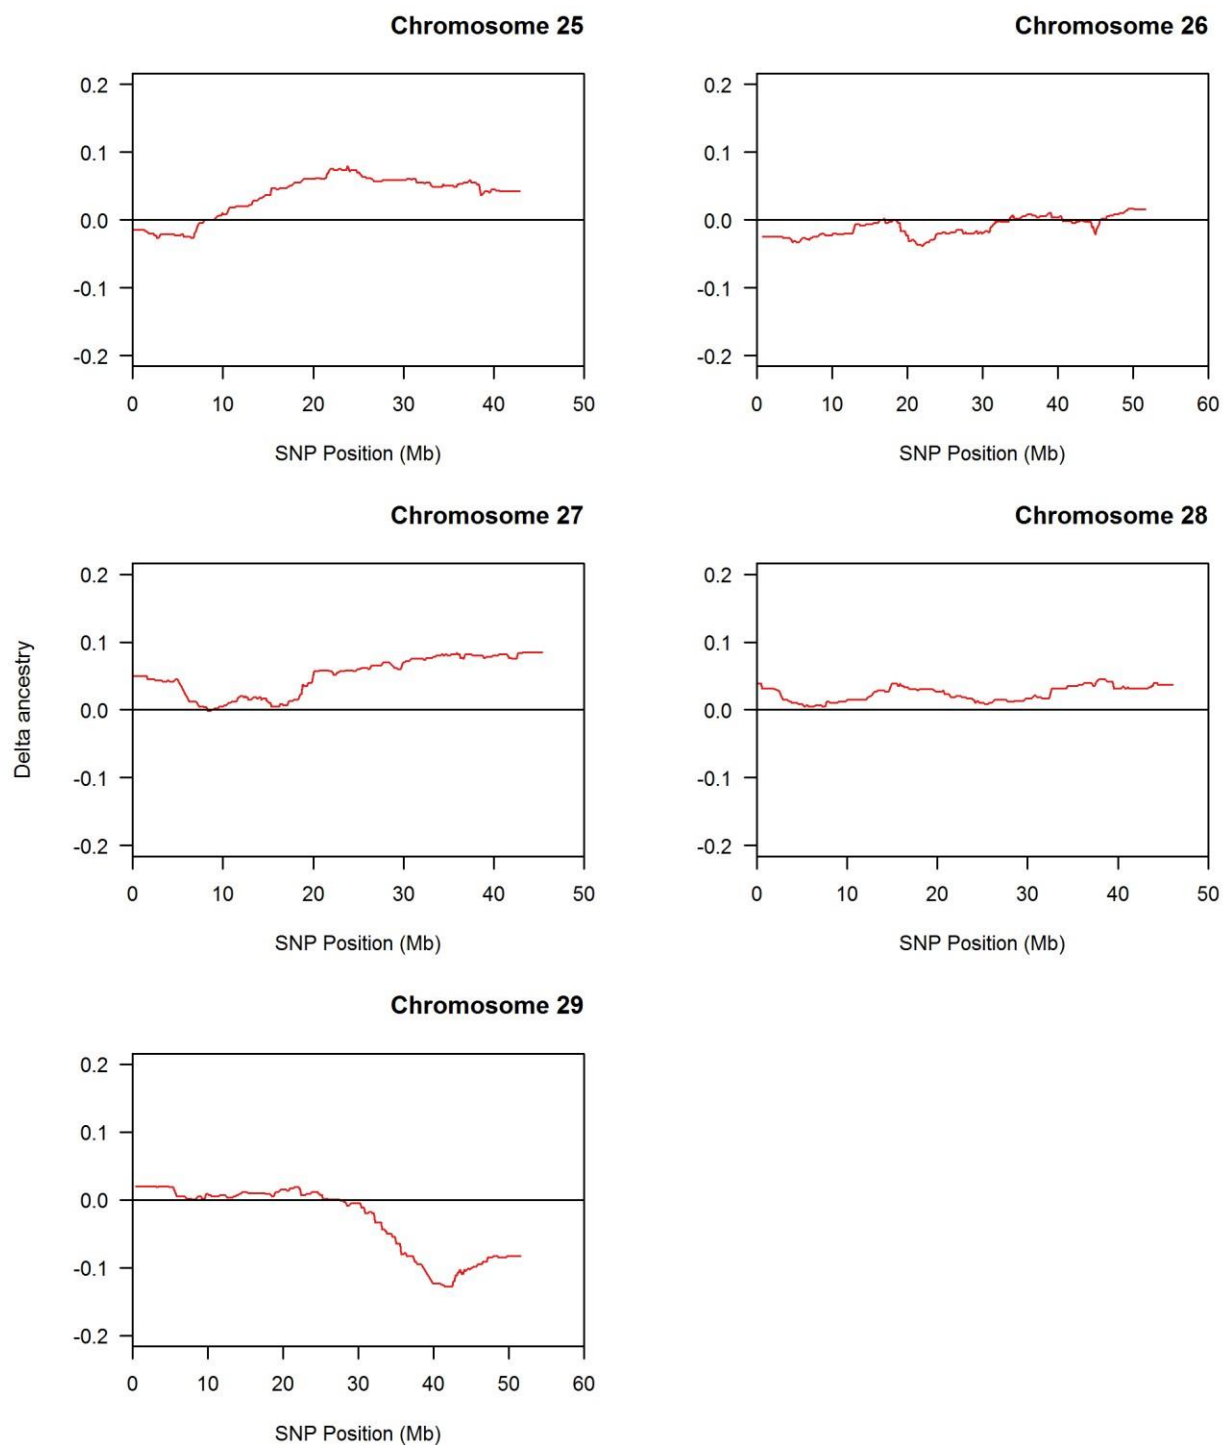 Chromosome 25
0.2
0.1
0.0
-0.1
-0.2
0 10 20 30 40 50
SNP Position (Mb)
Chromosome 26
0.2
0.1
0.0
-0.1
-0.2
0 10 20 30 40 50 60
SNP Position (Mb)
Delta ancestry
Chromosome 27
0.2
0.1
0.0
-0.1
-0.2
0 10 20 30 40 50
SNP Position (Mb)
Chromosome 28
0.2
0.1
0.0
-0.1
-0.2
0 10 20 30 40 50
SNP Position (Mb)
Chromosome 29
0.2
0.1
0.0
-0.1
-0.2
0 10 20 30 40 50 60
SNP Position (Mb)